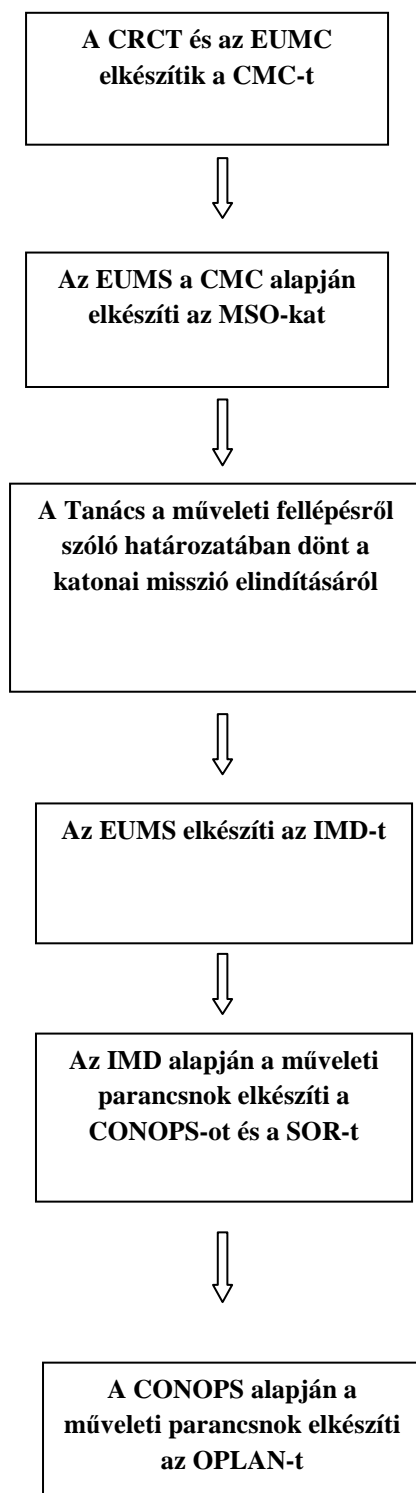 A CRCT és az EUMC
elkészítik a CMC-t
Az EUMS a CMC alapján
elkészíti az MSO-kat
A Tanács a műveleti fellépésről
szóló határozatában dönt a
katonai misszió elindításáról
Az EUMS elkészíti az IMD-t
Az IMD alapján a műveleti
parancsnok elkészíti a
CONOPS-ot és a SOR-t
A CONOPS alapján a
műveleti parancsnok elkészíti
az OPLAN-t